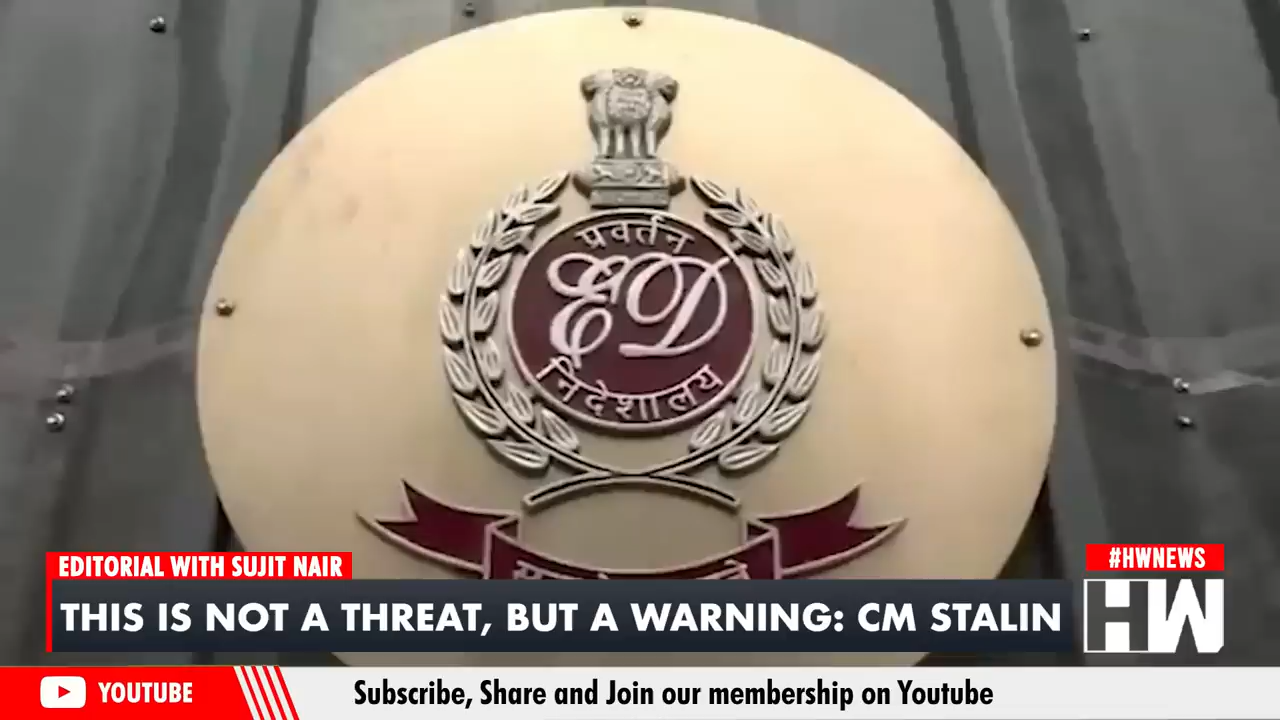 प्रवर्तन
ED
निदेशालय
EDITORIAL WITH SUJIT NAIR
#HWNEWS
THIS IS NOT A THREAT, BUT A WARNING: CM STALIN
HW
YOUTUBE
Subscribe, Share and Join our membership on Youtube